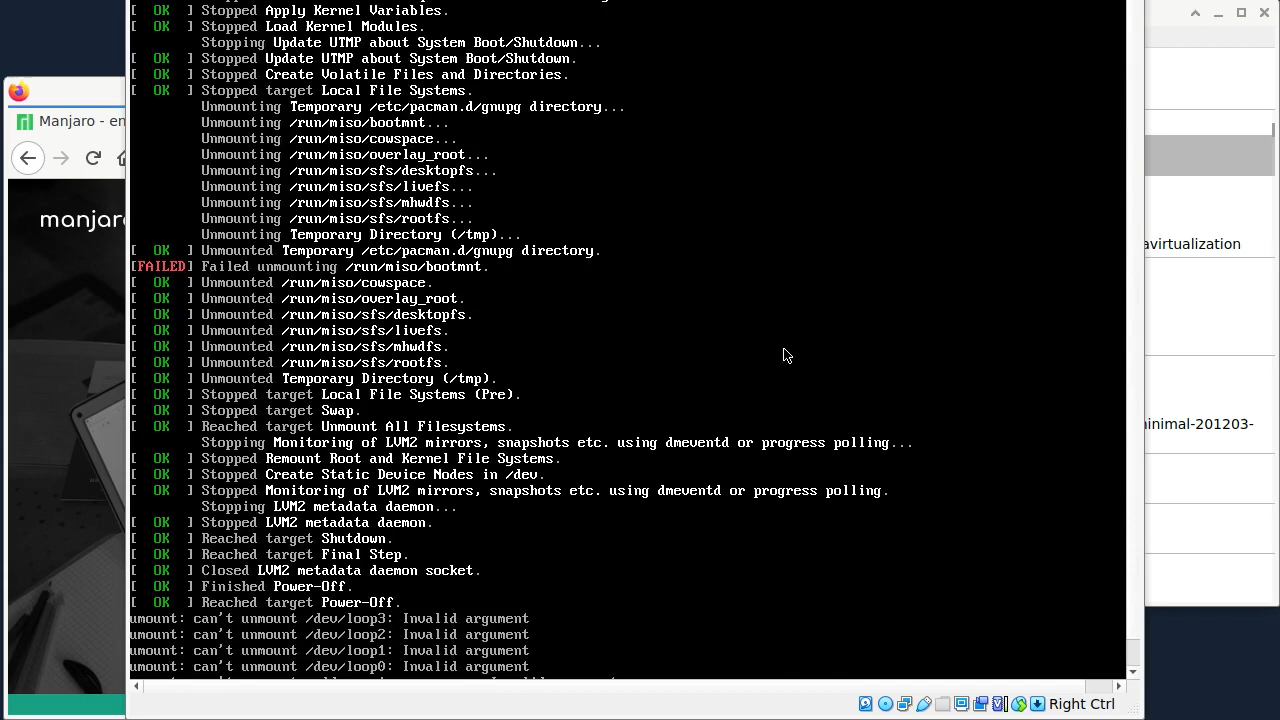 [  OK  ] Stopped Apply Kernel Variables.
[  OK  ] Stopped Load Kernel Modules.
Stopping Update UTMP about System Boot/Shutdown...
[  OK  ] Stopped Update UTMP about System Boot/Shutdown.
[  OK  ] Stopped Create Volatile Files and Directories.
[  OK  ] Stopped target Local File Systems.
Unmounting Temporary /etc/pacman.d/gnupg directory...
Unmounting /run/miso/bootmnt...
Unmounting /run/miso/cowspace...
Unmounting /run/miso/overlay_root...
Unmounting /run/miso/sfs/desktopfs...
Unmounting /run/miso/sfs/livefs...
Unmounting /run/miso/sfs/mhwdfs...
Unmounting /run/miso/sfs/rootfs...
Unmounting Temporary Directory (/tmp)...
[  OK  ] Unmounted Temporary /etc/pacman.d/gnupg directory.
[FAILED] Failed unmounting /run/miso/bootmnt.
[  OK  ] Unmounted /run/miso/cowspace.
[  OK  ] Unmounted /run/miso/overlay_root.
[  OK  ] Unmounted /run/miso/sfs/desktopfs.
[  OK  ] Unmounted /run/miso/sfs/livefs.
[  OK  ] Unmounted /run/miso/sfs/mhwdfs.
[  OK  ] Unmounted /run/miso/sfs/rootfs.
[  OK  ] Unmounted Temporary Directory (/tmp).
[  OK  ] Stopped target Local File Systems (Pre).
[  OK  ] Stopped target Swap.
[  OK  ] Reached target Unmount All Filesystems.
Stopping Monitoring of LVM2 mirrors, snapshots etc. using dmeventd or progress polling...
[  OK  ] Stopped Remount Root and Kernel File Systems.
[  OK  ] Stopped Create Static Device Nodes in /dev.
[  OK  ] Stopped Monitoring of LVM2 mirrors, snapshots etc. using dmeventd or progress polling.
Stopping LVM2 metadata daemon...
[  OK  ] Stopped LVM2 metadata daemon.
[  OK  ] Reached target Shutdown.
[  OK  ] Reached target Final Step.
[  OK  ] Closed LVM2 metadata daemon socket.
[  OK  ] Finished Power-Off.
[  OK  ] Reached target Power-Off.
umount: can't unmount /dev/loop3: Invalid argument
umount: can't unmount /dev/loop2: Invalid argument
umount: can't unmount /dev/loop1: Invalid argument
umount: can't unmount /dev/loop0: Invalid argument
Right Ctrl
Manjaro - en
manjaro
avirtualization
inimal-201203-